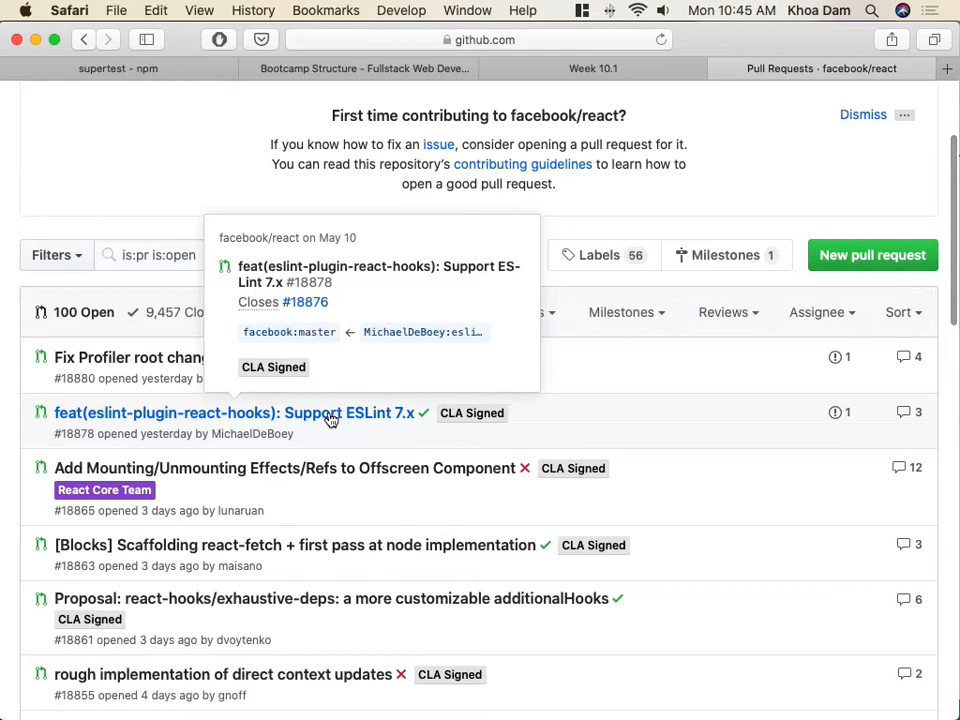 Safari File Edit View History Bookmarks Develop Window Help Mon 10:45 AM Khoa Dam
github.com
supertest - npm Bootcamp Structure - Fullstack Web Deve... Week 10.1 Pull Requests · facebook/react
First time contributing to facebook/react? Dismiss
If you know how to fix an issue, consider opening a pull request for it.
You can read this repository's contributing guidelines to learn how to
open a good pull request.
facebook/react on May 10
Filters is:pr is:open Labels 56 Milestones 1 New pull request
feat(eslint-plugin-react-hooks): Support ES-
Lint 7.x #18878
Closes #18876
100 Open 9,457 Clo Milestones Reviews Assignee Sort
facebook:master ← MichaelDeBoey:esli…
CLA Signed
Fix Profiler root chan 1 4
#18880 opened yesterday b
feat(eslint-plugin-react-hooks): Support ESLint 7.x CLA Signed 1 3
#18878 opened yesterday by MichaelDeBoey
Add Mounting/Unmounting Effects/Refs to Offscreen Component CLA Signed 12
React Core Team
#18865 opened 3 days ago by lunaruan
[Blocks] Scaffolding react-fetch + first pass at node implementation CLA Signed 3
#18863 opened 3 days ago by maisano
Proposal: react-hooks/exhaustive-deps: a more customizable additionalHooks 6
CLA Signed
#18861 opened 3 days ago by dvoytenko
rough implementation of direct context updates CLA Signed 2
#18855 opened 4 days ago by gnoff